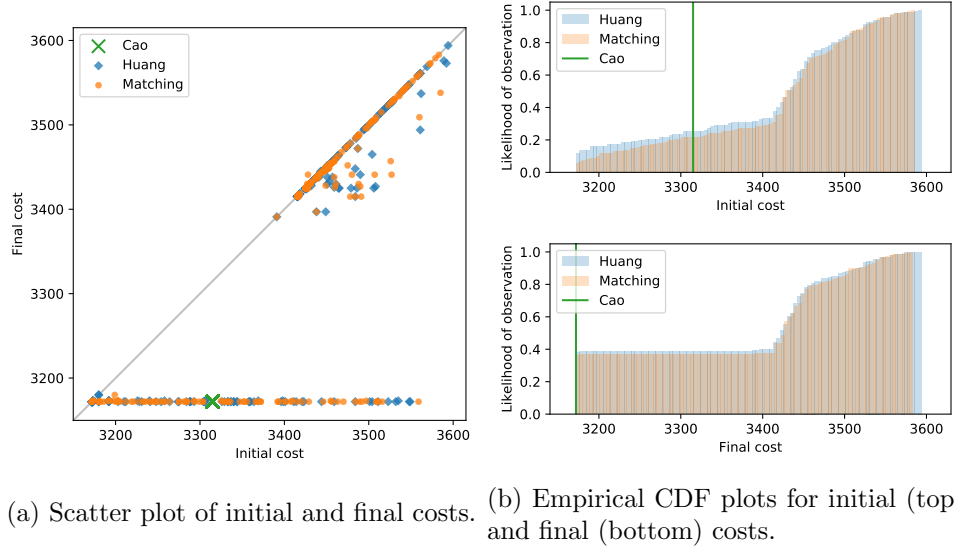 3600
3500
3400
3300
3200
Final cost
Cao
Huang
Matching
3200
3300
3400
3500
3600
Initial cost
(a) Scatter plot of initial and final costs.
1.0
0.8
0.6
0.4
0.2
0.0
Likelihood of observation
Huang
Matching
Cao
3200
3300
3400
3500
3600
Initial cost
1.0
0.8
0.6
0.4
0.2
0.0
Likelihood of observation
Huang
Matching
Cao
3200
3300
3400
3500
3600
Final cost
(b) Empirical CDF plots for initial (top
and final (bottom) costs.